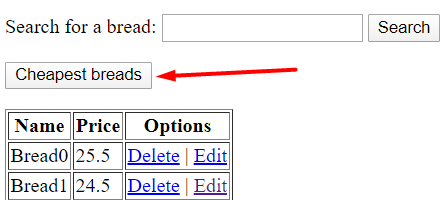 Search for a bread: Search
Cheapest breads
Name Price Options
Bread0 25.5 Delete | Edit
Bread1 24.5 Delete | Edit